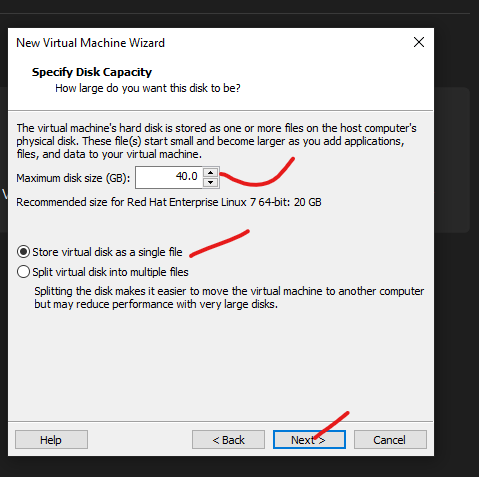 New Virtual Machine Wizard
Specify Disk Capacity
How large do you want this disk to be?
The virtual machine's hard disk is stored as one or more files on the host computer's
physical disk. These file(s) start small and become larger as you add applications,
files, and data to your virtual machine.
Maximum disk size (GB): 40.0
Recommended size for Red Hat Enterprise Linux 7 64-bit: 20 GB
Store virtual disk as a single file
Split virtual disk into multiple files
Splitting the disk makes it easier to move the virtual machine to another computer
but may reduce performance with very large disks.
Help < Back Next > Cancel